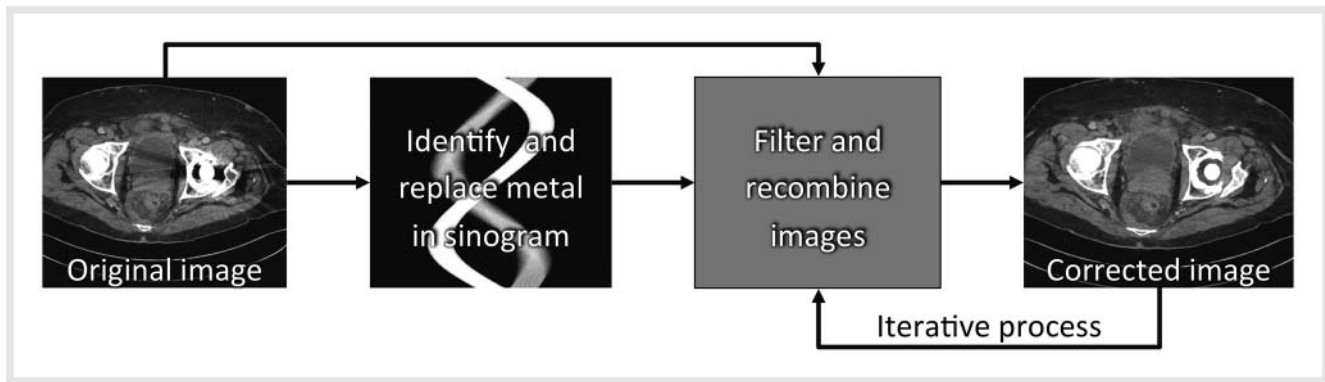 Original image
Identify and
replace metal
in sinogram
Filter and
recombine
images
Corrected image
Iterative process